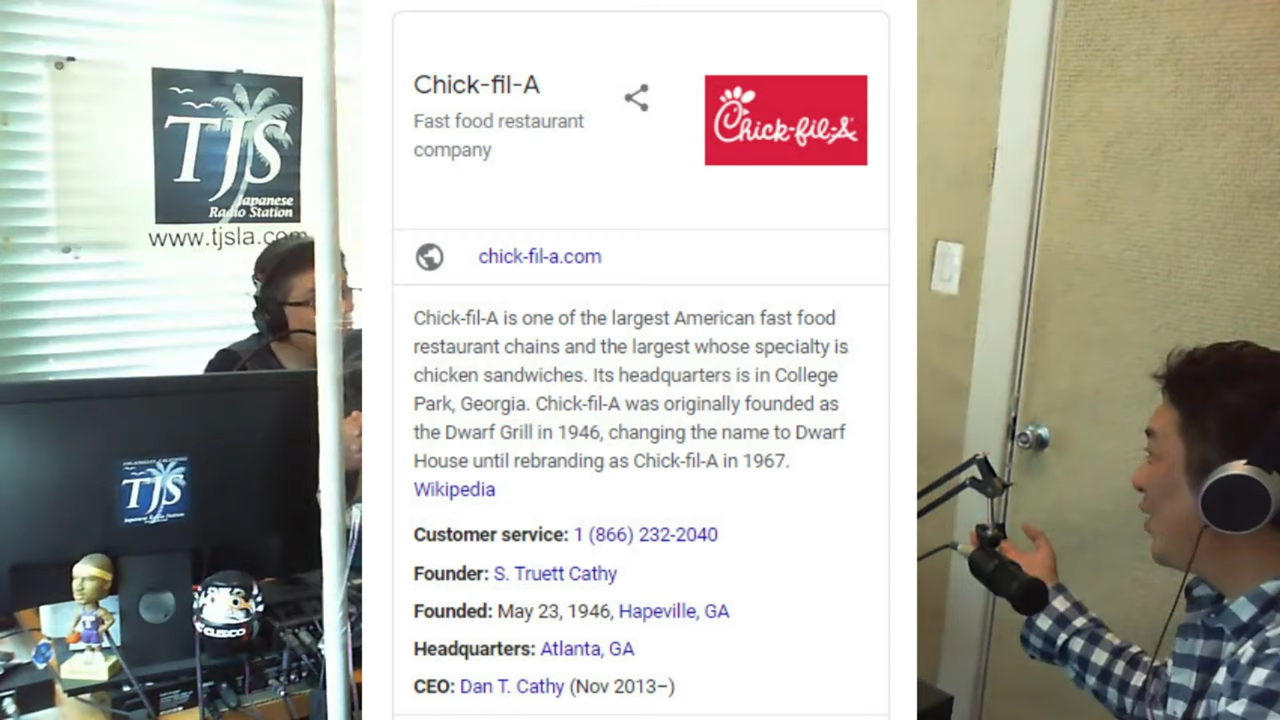 TJS
Japanese
Radio Station
www.tjsla.com
TJS
Japanese Radio Station
Chick-fil-A
Fast food restaurant
company
Chick-fil-A
chick-fil-a.com
Chick-fil-A is one of the largest American fast food
restaurant chains and the largest whose specialty is
chicken sandwiches. Its headquarters is in College
Park, Georgia. Chick-fil-A was originally founded as
the Dwarf Grill in 1946, changing the name to Dwarf
House until rebranding as Chick-fil-A in 1967.
Wikipedia
Customer service: 1 (866) 232-2040
Founder: S. Truett Cathy
Founded: May 23, 1946, Hapeville, GA
Headquarters: Atlanta, GA
CEO: Dan T. Cathy (Nov 2013–)